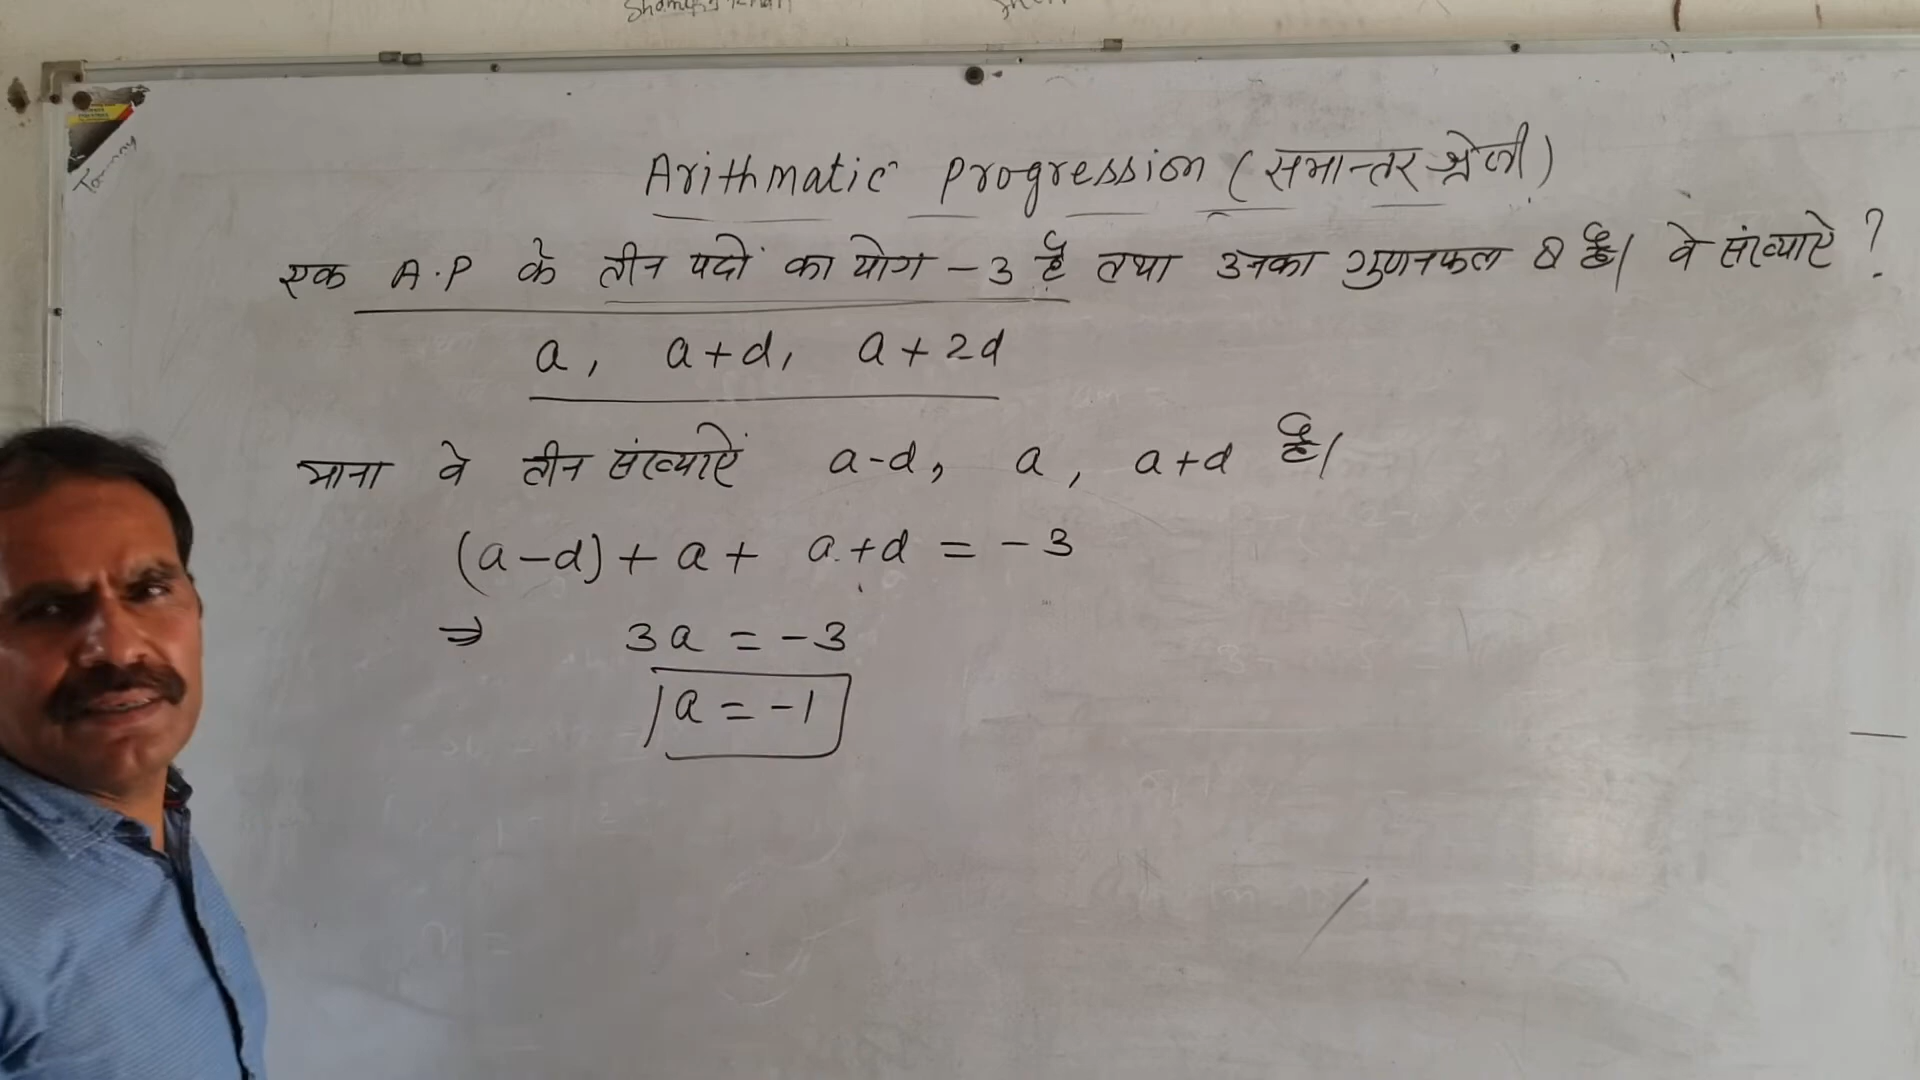 Arithmatic Progression (समान्तर श्रेणी)
एक A.P के तीन पदों का योग -3 है तथा उनका गुणनफल 8 है। वे संख्याऐ ?
a, a+d, a+2d
माना वे तीन संख्याऐं a-d, a, a+d है।
(a-d)+a+ a+d = -3
⇒ 3a = -3
a = -1